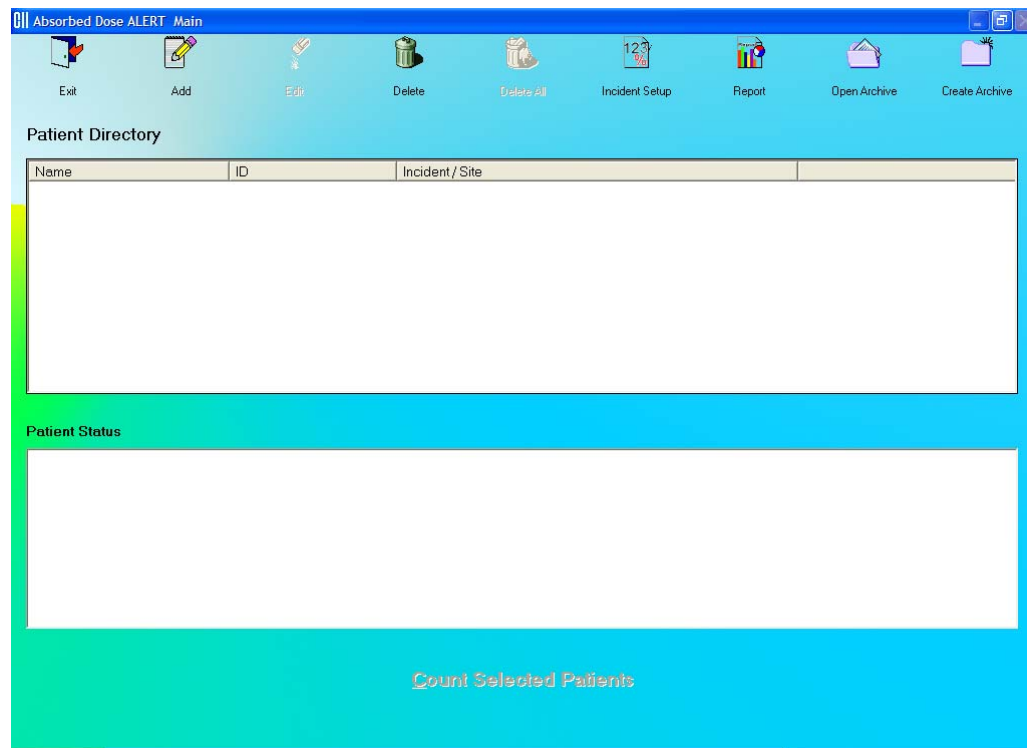 Absorbed Dose ALERT Main
123
%
Exit Add Edit Delete Delete All Incident Setup Report Open Archive Create Archive
Patient Directory
Name ID Incident / Site
Patient Status
Count Selected Patients